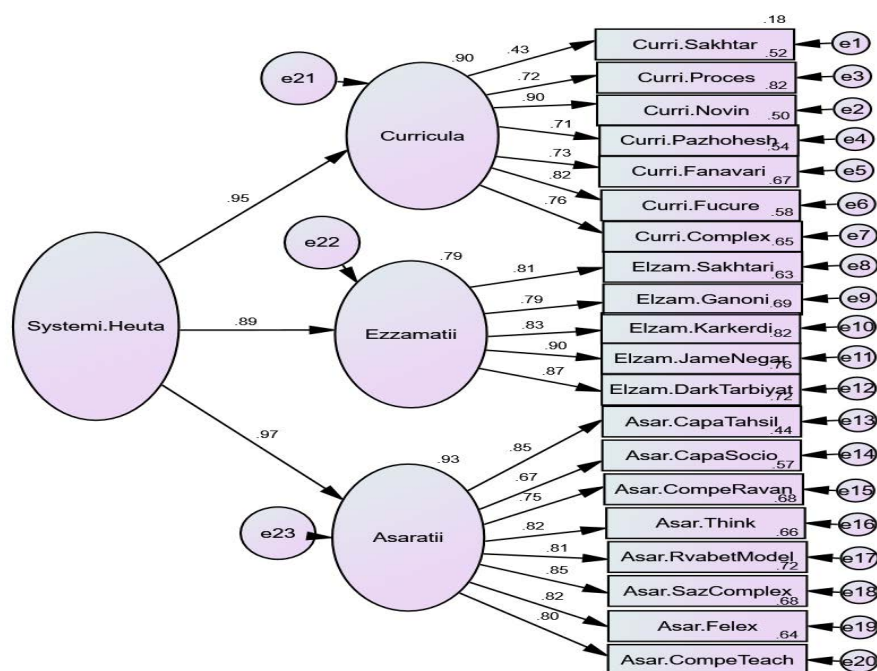 .18
.90
.43
Curri.Sakhtar
e1
.52
e21
.72
Curri.Proces
e3
.82
.90
Curri.Novin
e2
.50
Curricula
.71
Curri.Pazhohesh
e4
.54
.73
Curri.Fanavari
e5
.67
.95
.82
Curri.Fucure
e6
.58
.76
Curri.Complex
e7
.65
e22
.79
.81
Elzam.Sakhtari
e8
.63
.79
Elzam.Ganoni
e9
.69
Systemi.Heuta
.89
Ezzamatii
.83
Elzam.Karkerdi
e10
.82
.90
Elzam.JameNegar
e11
.76
.87
Elzam.DarkTarbiyat
e12
.72
.97
.93
.85
Asar.CapaTahsil
e13
.44
.67
Asar.CapaSocio
e14
.57
.75
Asar.CompeRavan
e15
.68
e23
Asaratii
.82
Asar.Think
e16
.66
.81
Asar.RvabetModel
e17
.72
.85
Asar.SazComplex
e18
.68
.82
Asar.Felex
e19
.64
.80
Asar.CompeTeach
e20